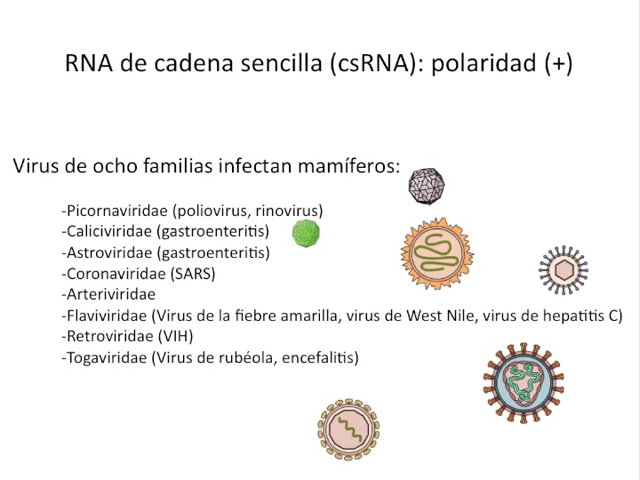 RNA de cadena sencilla (csRNA): polaridad (+)
Virus de ocho familias infectan mamíferos:
-Picornaviridae (poliovirus, rinovirus)
-Caliciviridae (gastroenteritis)
-Astroviridae (gastroenteritis)
-Coronaviridae (SARS)
-Arteriviridae
-Flaviviridae (Virus de la fiebre amarilla, virus de West Nile, virus de hepatitis C)
-Retroviridae (VIH)
-Togaviridae (Virus de rubéola, encefalitis)